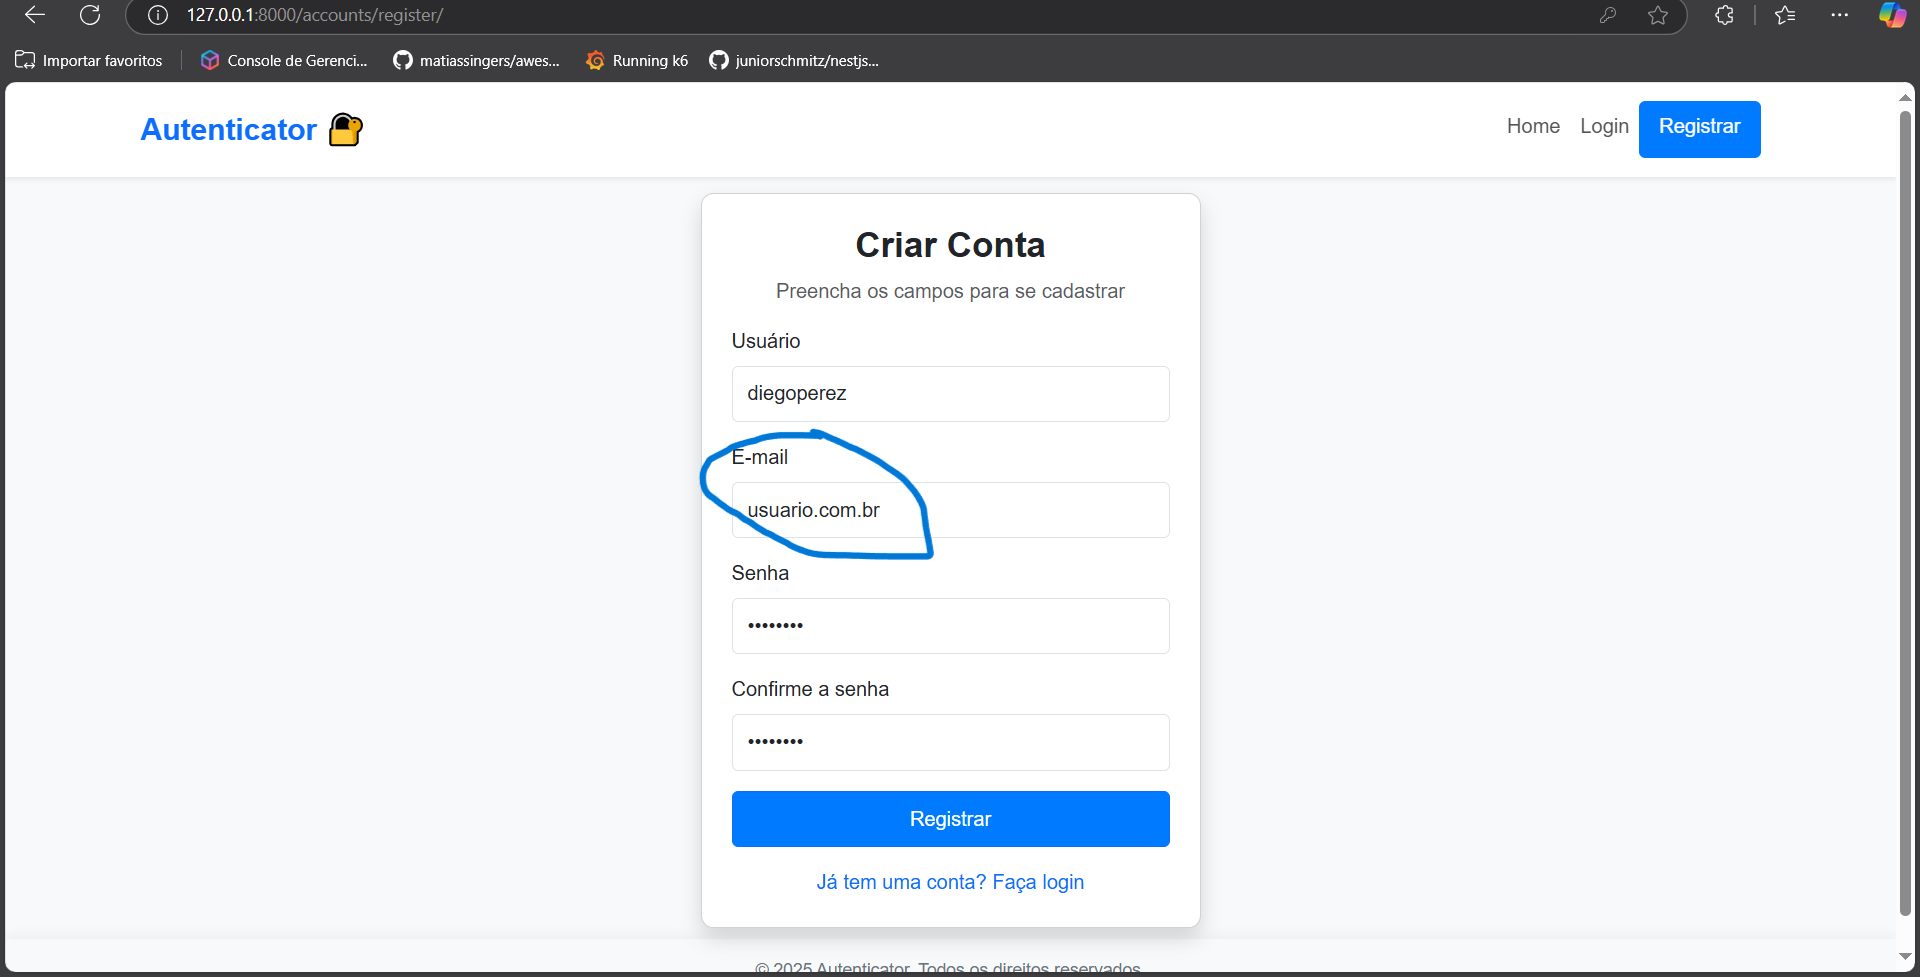 127.0.0.1:8000/accounts/register/
Importar favoritos
Console de Gerenci...
matiassingers/awes...
Running k6
juniorschmitz/nestjs...
Autenticator
Home
Login
Registrar
Criar Conta
Preencha os campos para se cadastrar
Usuário
diegoperez
E-mail
usuario.com.br
Senha
••••••••
Confirme a senha
••••••••
Registrar
Já tem uma conta? Faça login
© 2025 Autenticator. Todos os direitos reservados.